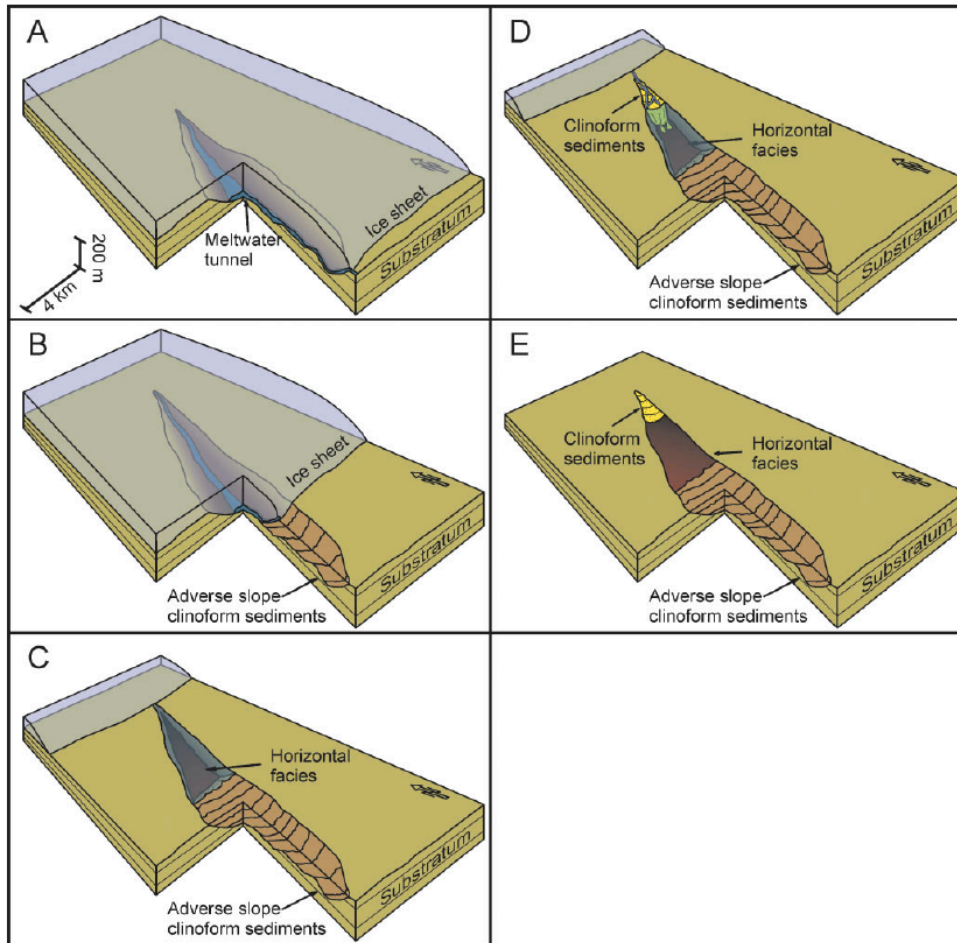 A
Ice sheet
Meltwater
tunnel
Substratum
200 m
4 km
B
Ice sheet
Adverse slope
clinoform sediments
Substratum
C
Horizontal
facies
Adverse slope
clinoform sediments
Substratum
D
Clinoform
sediments
Horizontal
facies
Adverse slope
clinoform sediments
Substratum
E
Clinoform
sediments
Horizontal
facies
Adverse slope
clinoform sediments
Substratum